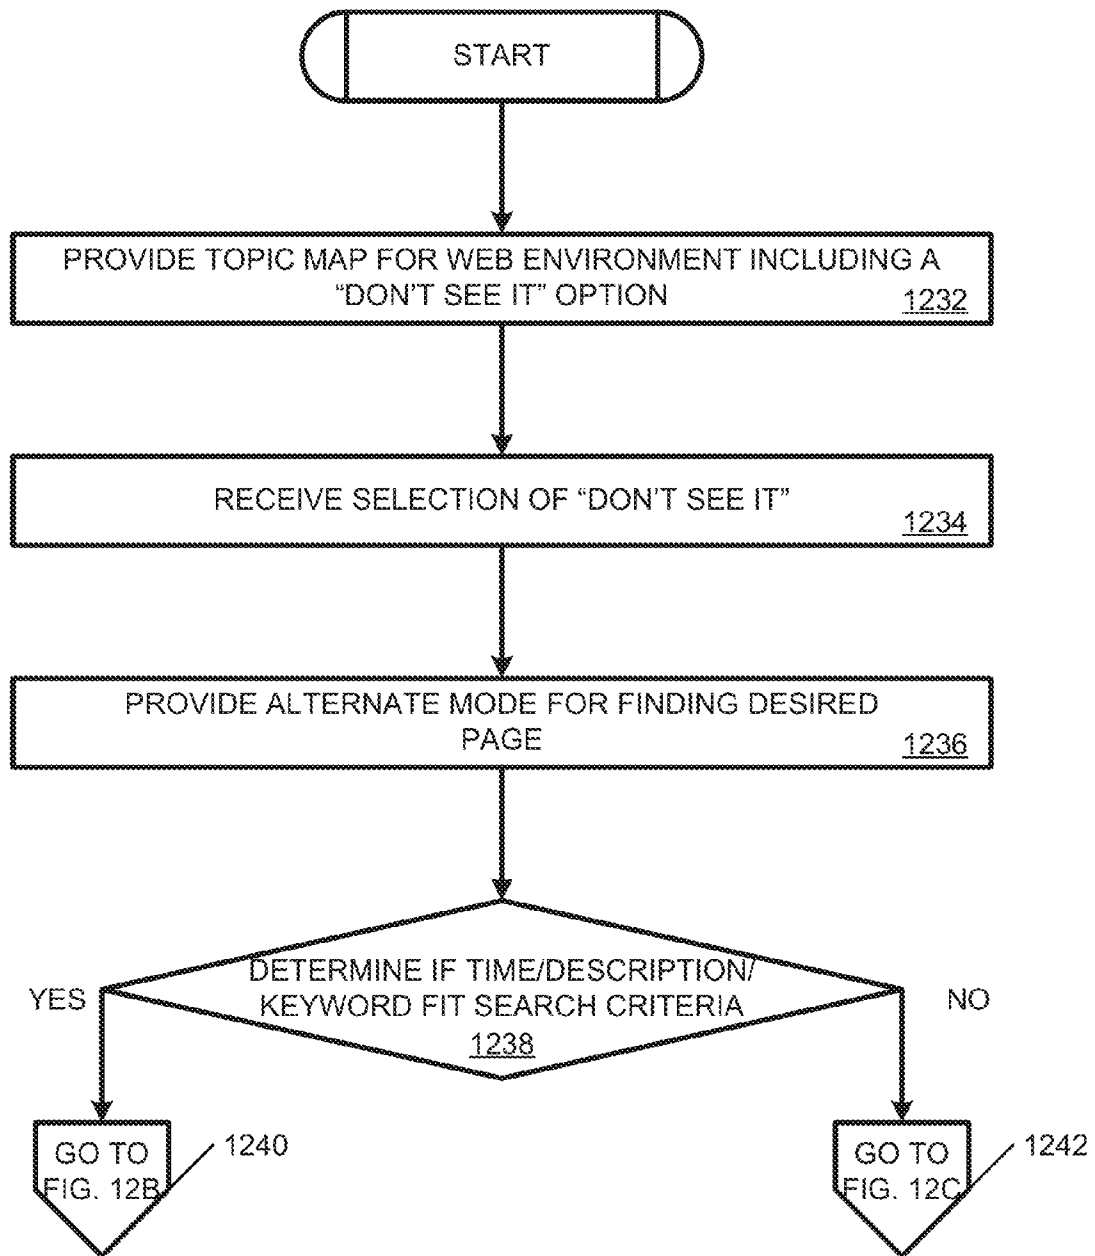 START
PROVIDE TOPIC MAP FOR WEB ENVIRONMENT INCLUDING A
“DON’T SEE IT” OPTION
1232
RECEIVE SELECTION OF “DON’T SEE IT”
1234
PROVIDE ALTERNATE MODE FOR FINDING DESIRED
PAGE
1236
DETERMINE IF TIME/DESCRIPTION/
KEYWORD FIT SEARCH CRITERIA
1238
YES
NO
GO TO
FIG. 12B
1240
GO TO
FIG. 12C
1242